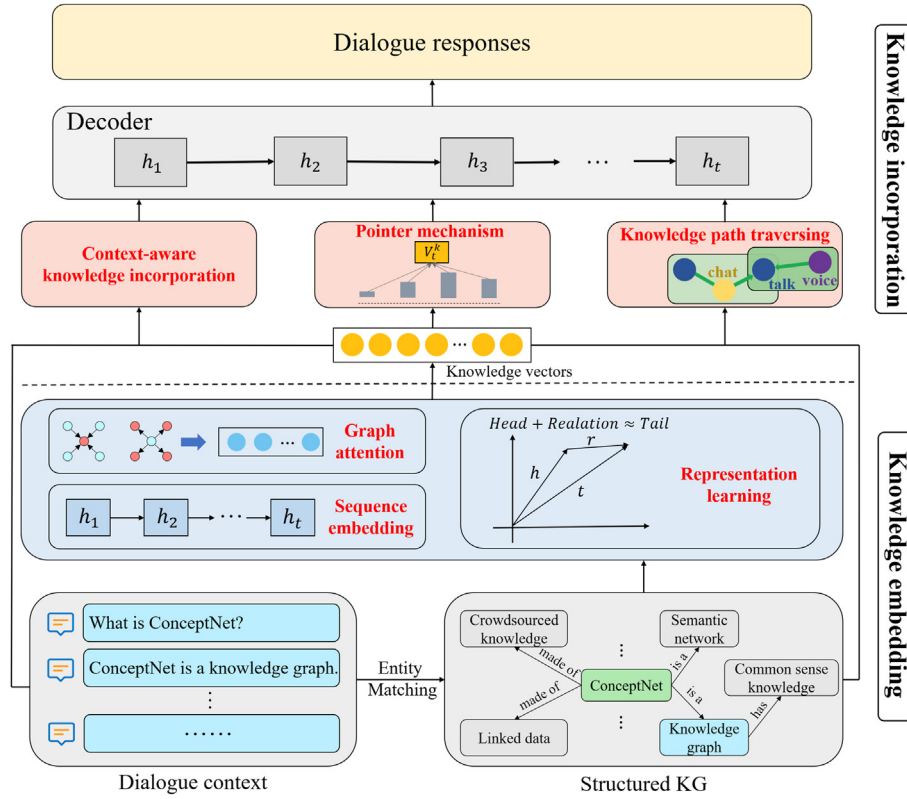 Dialogue responses
Knowledge incorporation
Decoder
h₁
h₂
h₃
...
hₜ
Context-aware
knowledge incorporation
Pointer mechanism
Vₜᵏ
Knowledge path traversing
chat
talk
voice
...
Knowledge vectors
Graph
attention
...
Head + Realation ≈ Tail
r
h
t
Representation
learning
Sequence
embedding
h₁
h₂
...
hₜ
Knowledge embedding
What is ConceptNet?
ConceptNet is a knowledge graph.
⋮
......
Entity
Matching
Crowdsourced
knowledge
⋮
Semantic
network
made of
is a
ConceptNet
Common sense
knowledge
made of
is a
has
Linked data
⋮
Knowledge
graph
Dialogue context
Structured KG